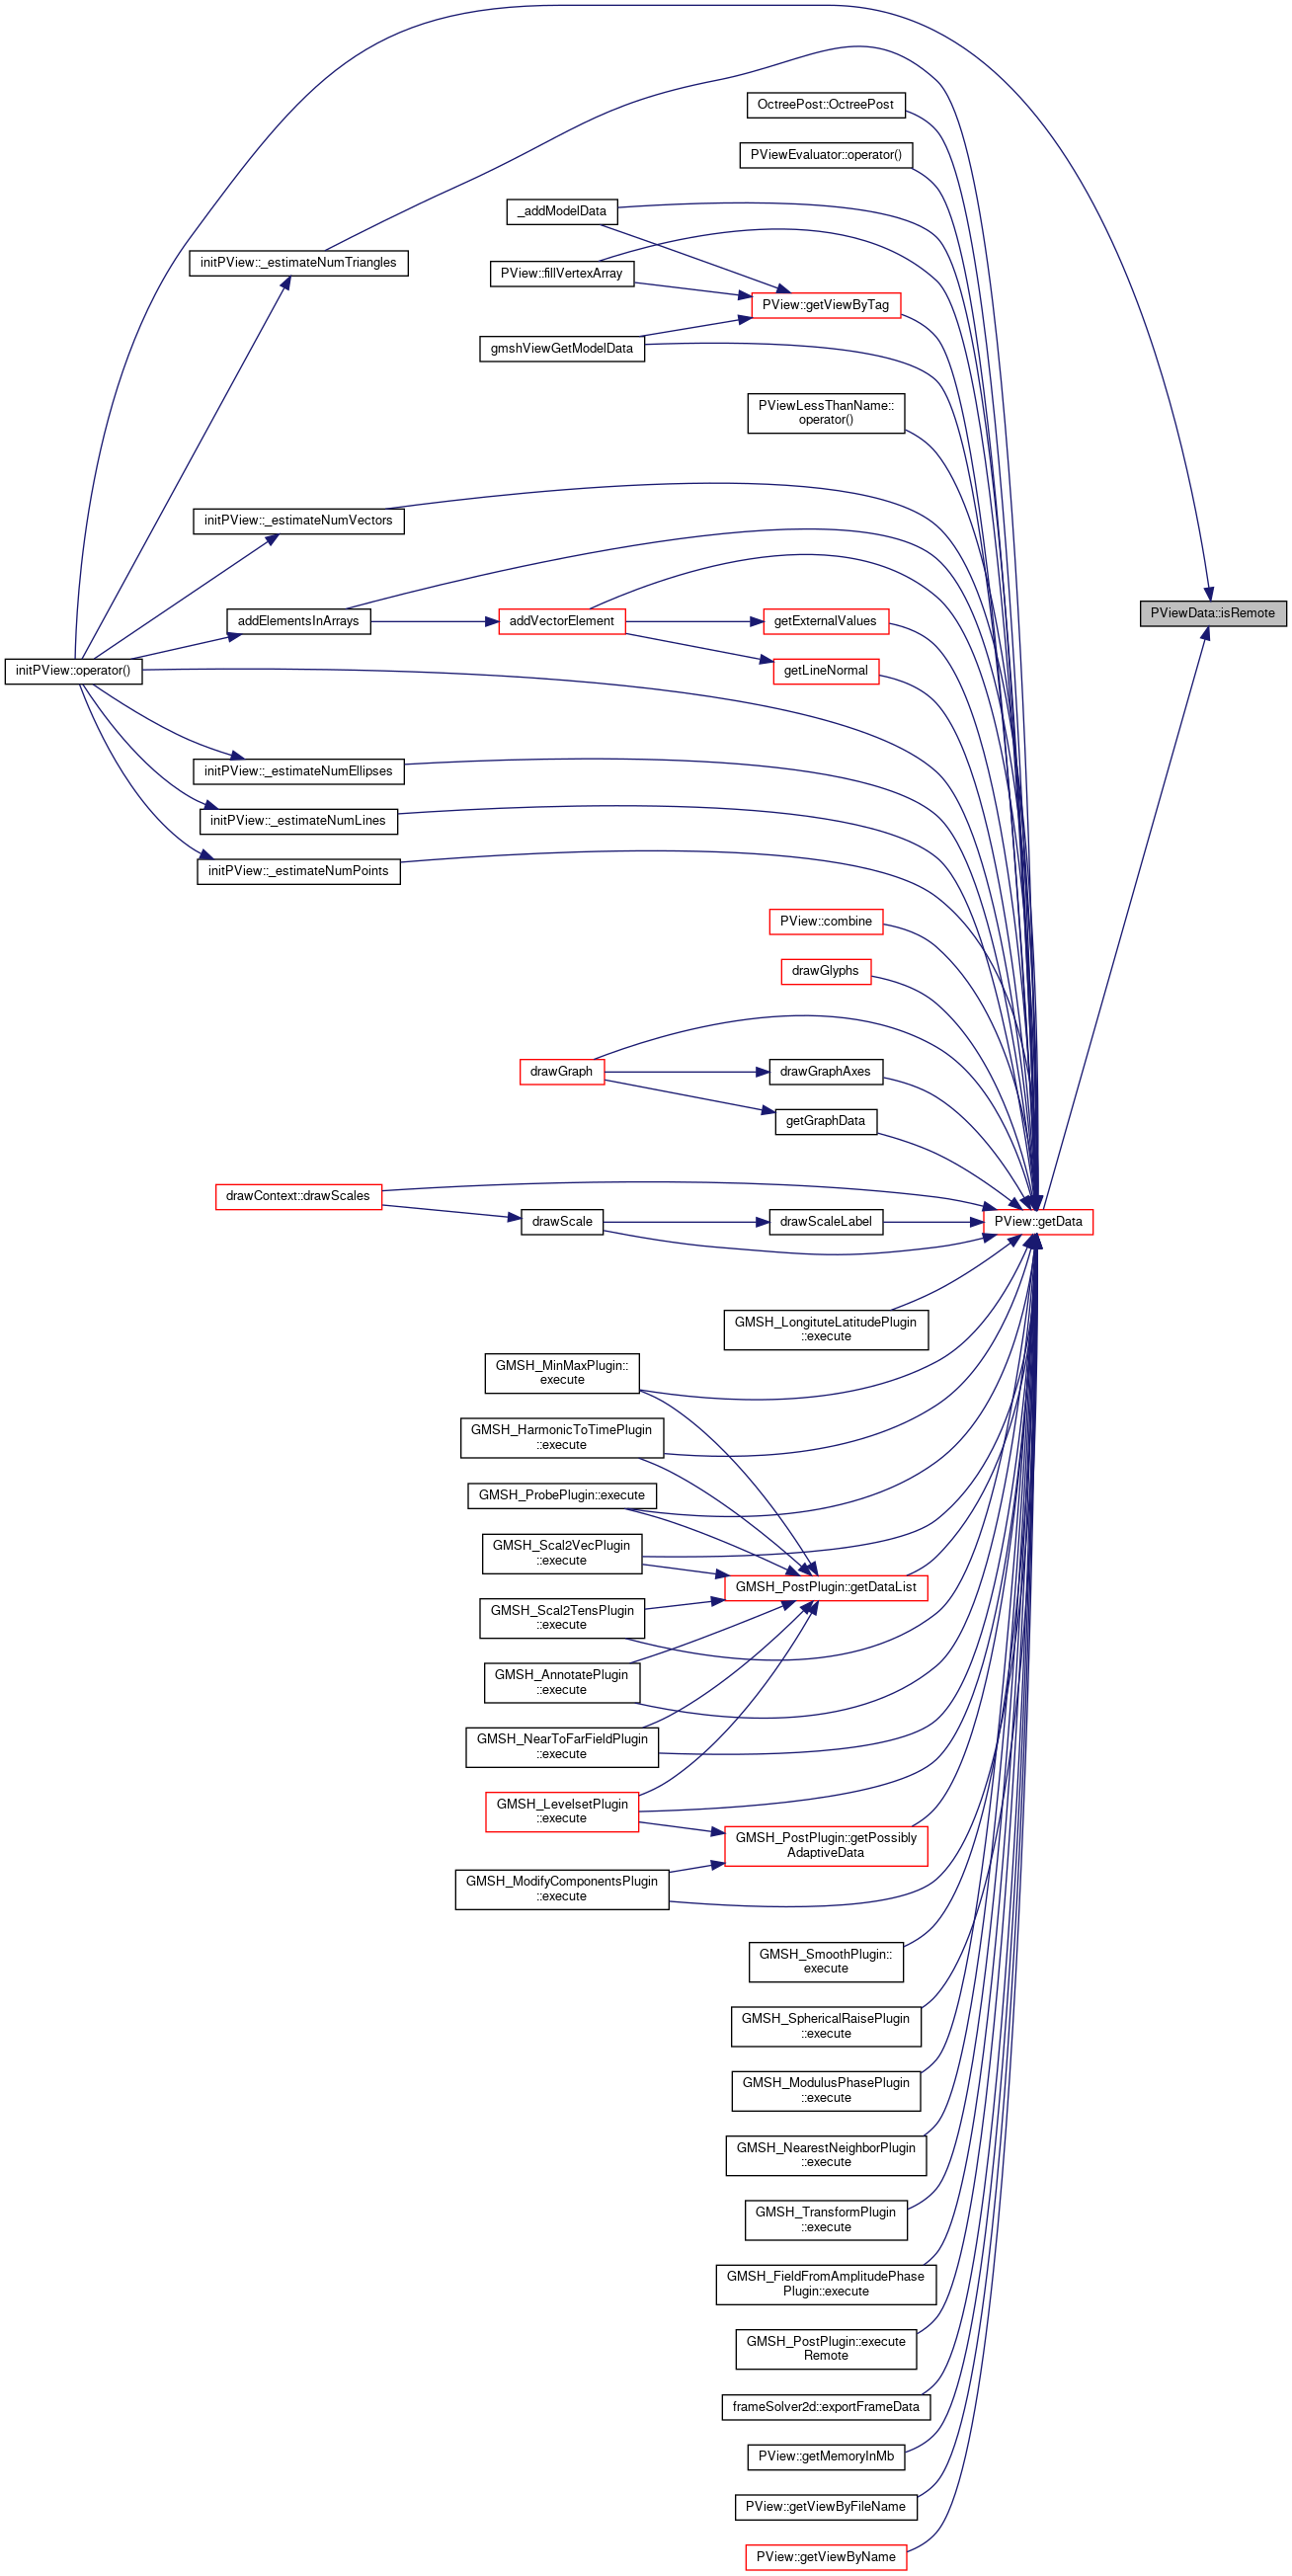 OctreePost::OctreePost
PViewEvaluator::operator()
_addModelData
initPView::_estimateNumTriangles
PView::fillVertexArray
PView::getViewByTag
gmshViewGetModelData
PViewLessThanName::
operator()
initPView::_estimateNumVectors
PViewData::isRemote
addElementsInArrays
addVectorElement
getExternalValues
initPView::operator()
getLineNormal
initPView::_estimateNumEllipses
initPView::_estimateNumLines
initPView::_estimateNumPoints
PView::combine
drawGlyphs
drawGraph
drawGraphAxes
getGraphData
drawContext::drawScales
drawScale
drawScaleLabel
PView::getData
GMSH_LongituteLatitudePlugin
::execute
GMSH_MinMaxPlugin::
execute
GMSH_HarmonicToTimePlugin
::execute
GMSH_ProbePlugin::execute
GMSH_Scal2VecPlugin
::execute
GMSH_PostPlugin::getDataList
GMSH_Scal2TensPlugin
::execute
GMSH_AnnotatePlugin
::execute
GMSH_NearToFarFieldPlugin
::execute
GMSH_LevelsetPlugin
::execute
GMSH_PostPlugin::getPossibly
AdaptiveData
GMSH_ModifyComponentsPlugin
::execute
GMSH_SmoothPlugin::
execute
GMSH_SphericalRaisePlugin
::execute
GMSH_ModulusPhasePlugin
::execute
GMSH_NearestNeighborPlugin
::execute
GMSH_TransformPlugin
::execute
GMSH_FieldFromAmplitudePhase
Plugin::execute
GMSH_PostPlugin::execute
Remote
frameSolver2d::exportFrameData
PView::getMemoryInMb
PView::getViewByFileName
PView::getViewByName